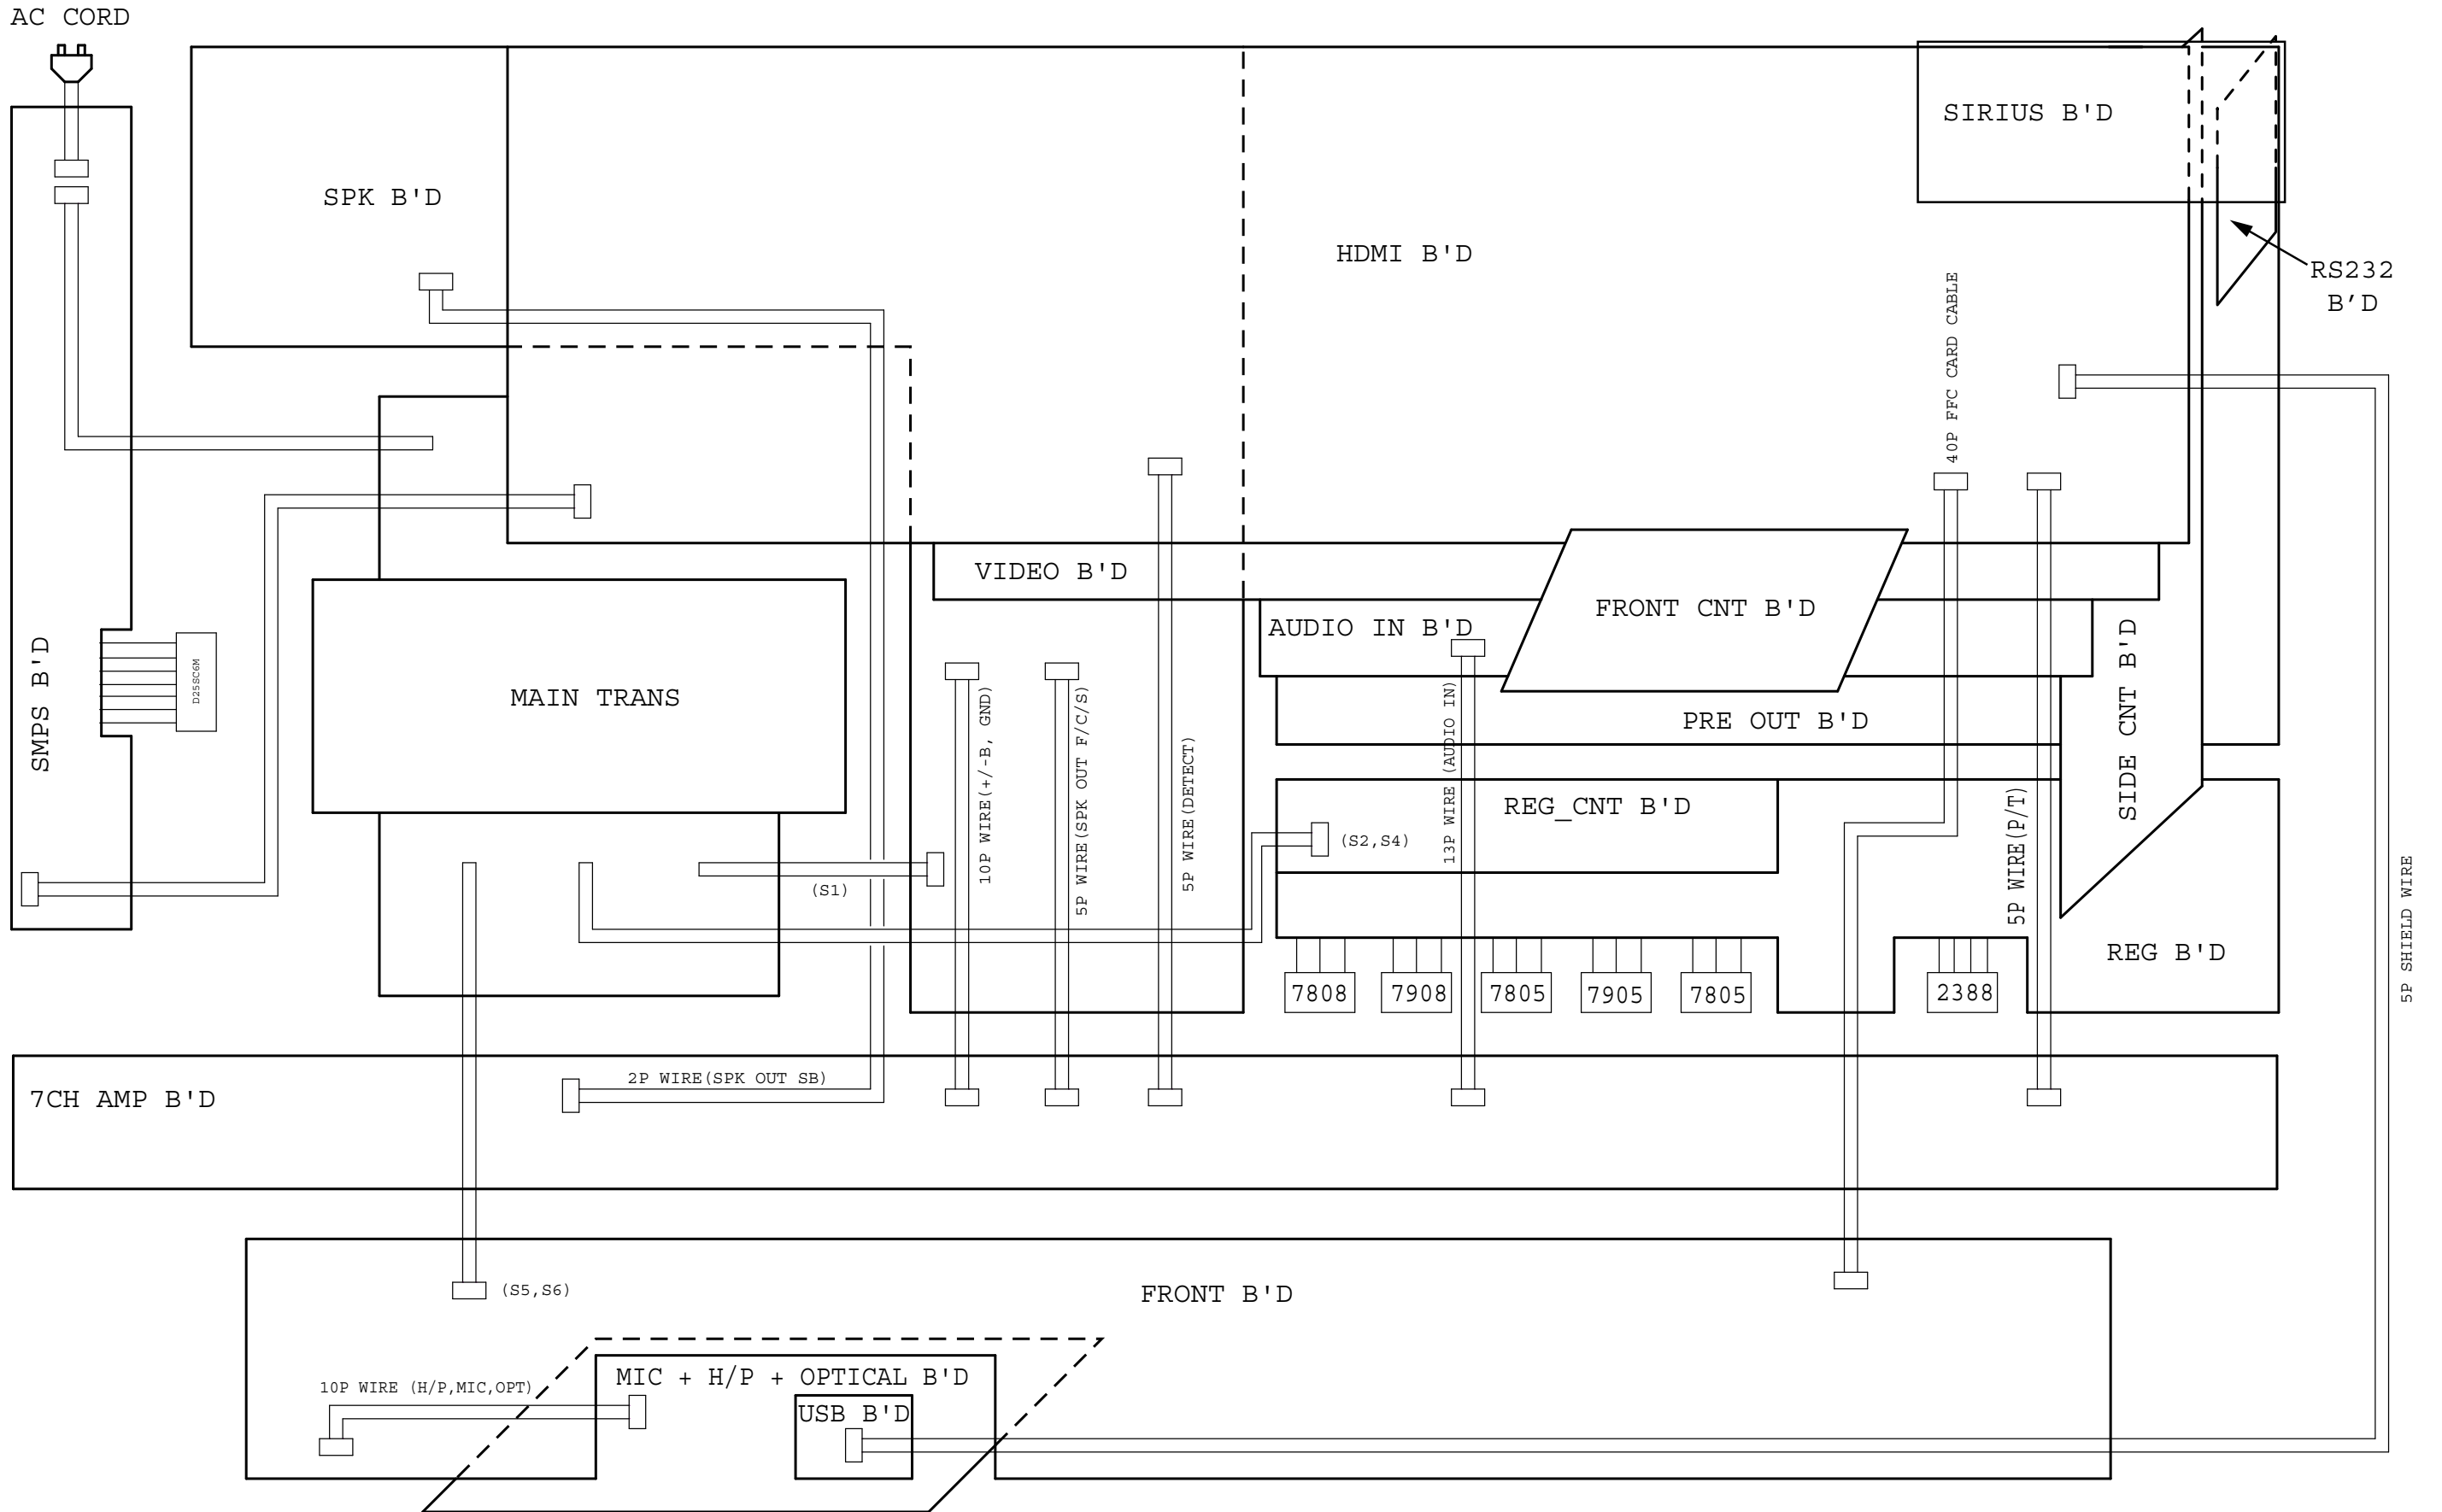 AC CORD
SIRIUS B'D
SPK B'D
HDMI B'D
RS232
B'D
40P FFC CARD CABLE
VIDEO B'D
FRONT CNT B'D
AUDIO IN B'D
SMPS B'D
D25SC6M
MAIN TRANS
10P WIRE(+/-B, GND)
5P WIRE(SPK OUT F/C/S)
5P WIRE(DETECT)
13P WIRE (AUDIO IN)
PRE OUT B'D
SIDE CNT B'D
REG_CNT B'D
(S2,S4)
5P WIRE(P/T)
5P SHIELD WIRE
(S1)
REG B'D
7808
7908
7805
7905
7805
2388
2P WIRE(SPK OUT SB)
7CH AMP B'D
(S5,S6)
FRONT B'D
MIC + H/P + OPTICAL B'D
10P WIRE (H/P,MIC,OPT)
USB B'D